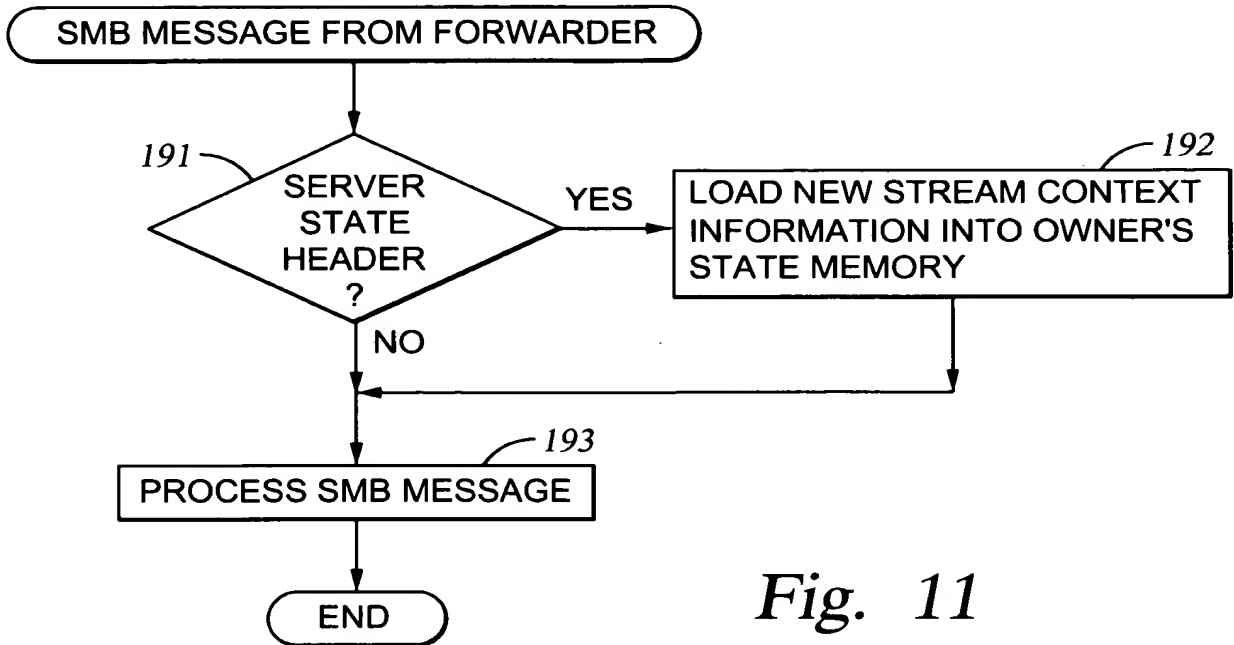 SMB MESSAGE FROM FORWARDER
191
SERVER
STATE
HEADER
?
YES
192
LOAD NEW STREAM CONTEXT
INFORMATION INTO OWNER'S
STATE MEMORY
NO
193
PROCESS SMB MESSAGE
END
Fig. 11